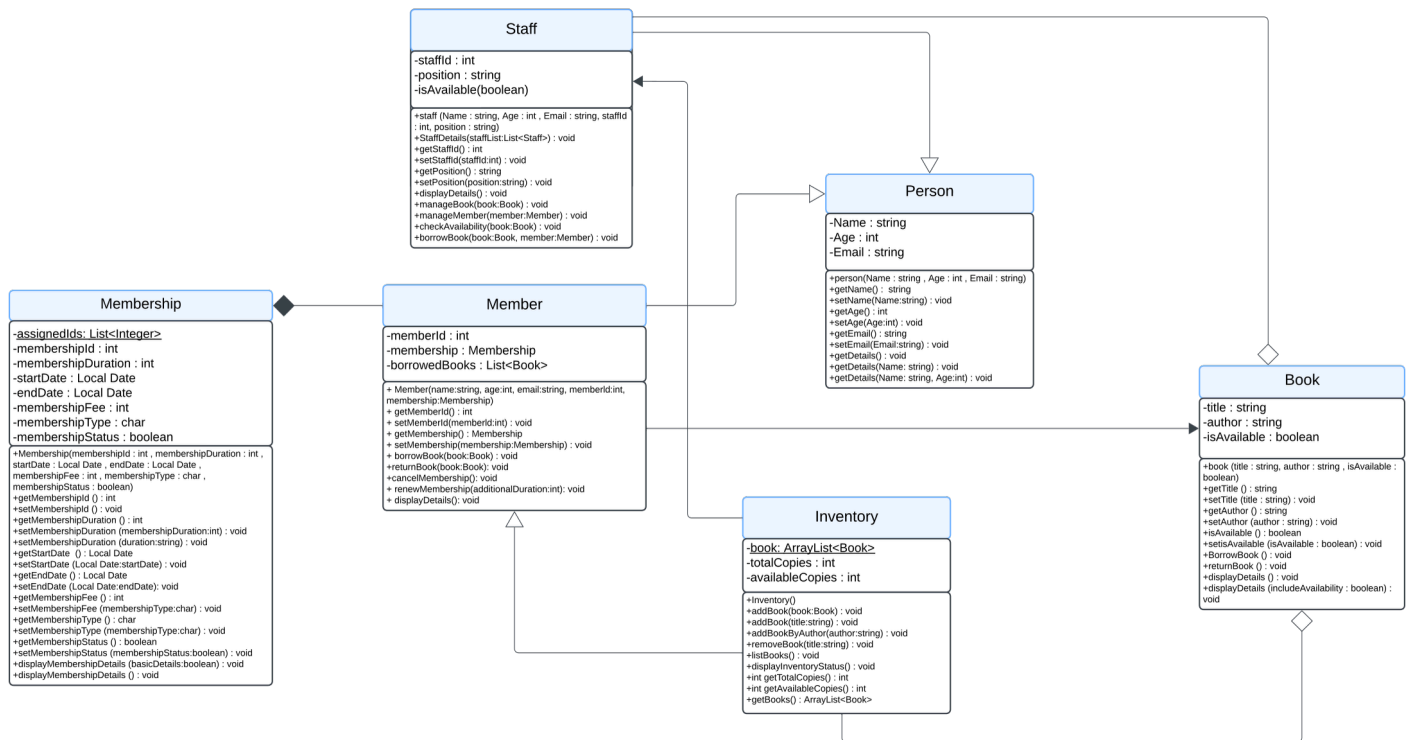 Staff
-staffId : int
-position : string
-isAvailable(boolean)
+staff (Name : string, Age : int , Email : string, staffId
: int, position : string)
+StaffDetails(staffList:List<Staff>) : void
+getStaffId() : int
+setStaffId(staffId:int) : void
+getPosition() : string
+setPosition(position:string) : void
+displayDetails() : void
+manageBook(book:Book) : void
+manageMember(member:Member) : void
+checkAvailability(book:Book) : void
+borrowBook(book:Book, member:Member) : void
Person
-Name : string
-Age : int
-Email : string
+person(Name : string , Age : int , Email : string)
+getName() : string
+setName(Name:string) : viod
+getAge() : int
+setAge(Age:int) : void
+getEmail() : string
+setEmail(Email:string) : void
+getDetails() : void
+getDetails(Name: string) : void
+getDetails(Name: string, Age:int) : void
Membership
-assignedIds: List<Integer>
-membershipId : int
-membershipDuration : int
-startDate : Local Date
-endDate : Local Date
-membershipFee : int
-membershipType : char
-membershipStatus : boolean
+Membership(membershipId : int , membershipDuration : int ,
startDate : Local Date , endDate : Local Date ,
membershipFee : int , membershipType : char ,
membershipStatus : boolean)
+getMembershipId () : int
+setMembershipId () : void
+getMembershipDuration () : int
+setMembershipDuration (membershipDuration:int) : void
+setMembershipDuration (duration:string) : void
+getStartDate () : Local Date
+setStartDate (Local Date:startDate) : void
+getEndDate () : Local Date
+setEndDate (Local Date:endDate): void
+getMembershipFee () : int
+setMembershipFee (membershipType:char) : void
+getMembershipType () : char
+setMembershipType (membershipType:char) : void
+getMembershipStatus () : boolean
+setMembershipStatus (membershipStatus:boolean) : void
+displayMembershipDetails (basicDetails:boolean) : void
+displayMembershipDetails () : void
Member
-memberId : int
-membership : Membership
-borrowedBooks : List<Book>
+ Member(name:string, age:int, email:string, memberId:int,
membership:Membership)
+ getMemberId() : int
+ setMemberId(memberId:int) : void
+ getMembership() : Membership
+ setMembership(membership:Membership) : void
+ borrowBook(book:Book) : void
+returnBook(book:Book): void
+cancelMembership(): void
+ renewMembership(additionalDuration:int): void
+ displayDetails(): void
Inventory
-book: ArrayList<Book>
-totalCopies : int
-availableCopies : int
+Inventory()
+addBook(book:Book) : void
+addBook(title:string) : void
+addBookByAuthor(author:string) : void
+removeBook(title:string) : void
+listBooks() : void
+displayInventoryStatus() : void
+int getTotalCopies() : int
+int getAvailableCopies() : int
+getBooks() : ArrayList<Book>
Book
-title : string
-author : string
-isAvailable : boolean
+book (title : string, author : string , isAvailable :
boolean)
+getTitle () : string
+setTitle (title : string) : void
+getAuthor () : string
+setAuthor (author : string) : void
+isAvailable () : boolean
+setisAvailable (isAvailable : boolean) : void
+BorrowBook () : void
+returnBook () : void
+displayDetails () : void
+displayDetails (includeAvailability : boolean) :
void